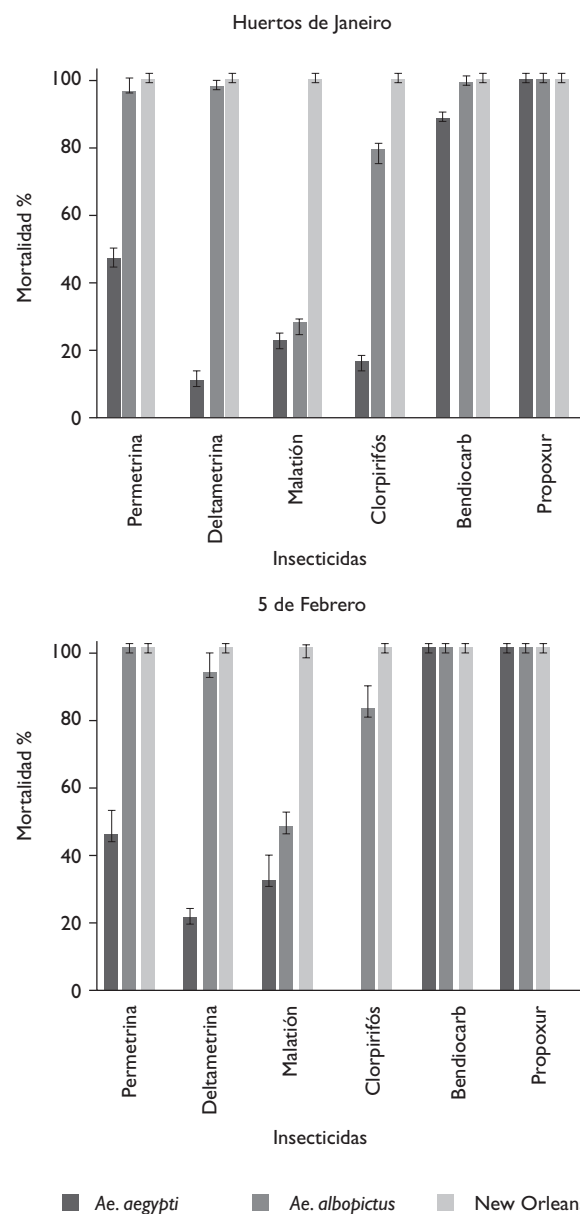 Huertos de Janeiro
Mortalidad %
100
80
60
40
20
0
Permetrina
Deltametrina
Malatión
Clorpirifós
Bendiocarb
Propoxur
Insecticidas
5 de Febrero
Mortalidad %
100
80
60
40
20
0
Permetrina
Deltametrina
Malatión
Clorpirifós
Bendiocarb
Propoxur
Insecticidas
Ae. aegypti Ae. albopictus New Orlean